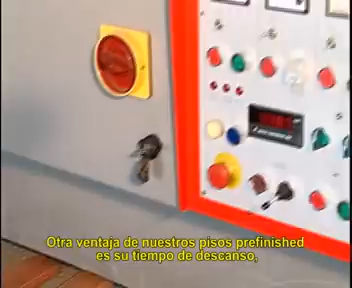 Otra ventaja de nuestros pisos prefinished
es su tiempo de descanso,